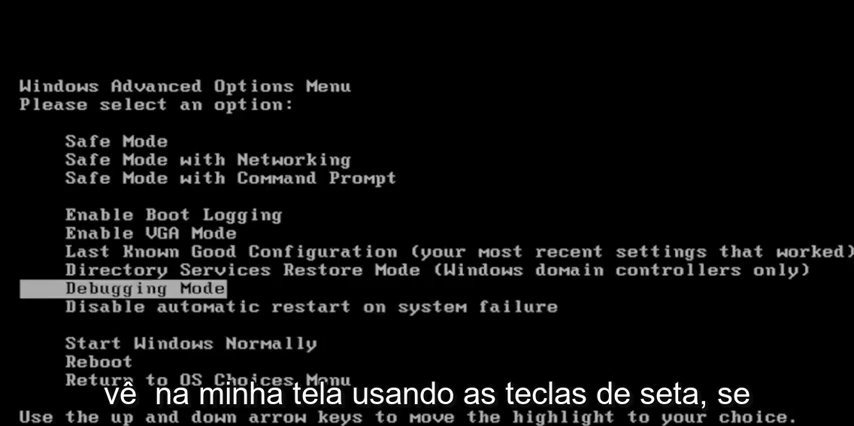 Windows Advanced Options Menu
Please select an option:
Safe Mode
Safe Mode with Networking
Safe Mode with Command Prompt
Enable Boot Logging
Enable VGA Mode
Last Known Good Configuration (your most recent settings that worked)
Directory Services Restore Mode (Windows domain controllers only)
Debugging Mode
Disable automatic restart on system failure
Start Windows Normally
Reboot
Return to OS Choices Menu
vê na minha tela usando as teclas de seta, se
Use the up and down arrow keys to move the highlight to your choice.